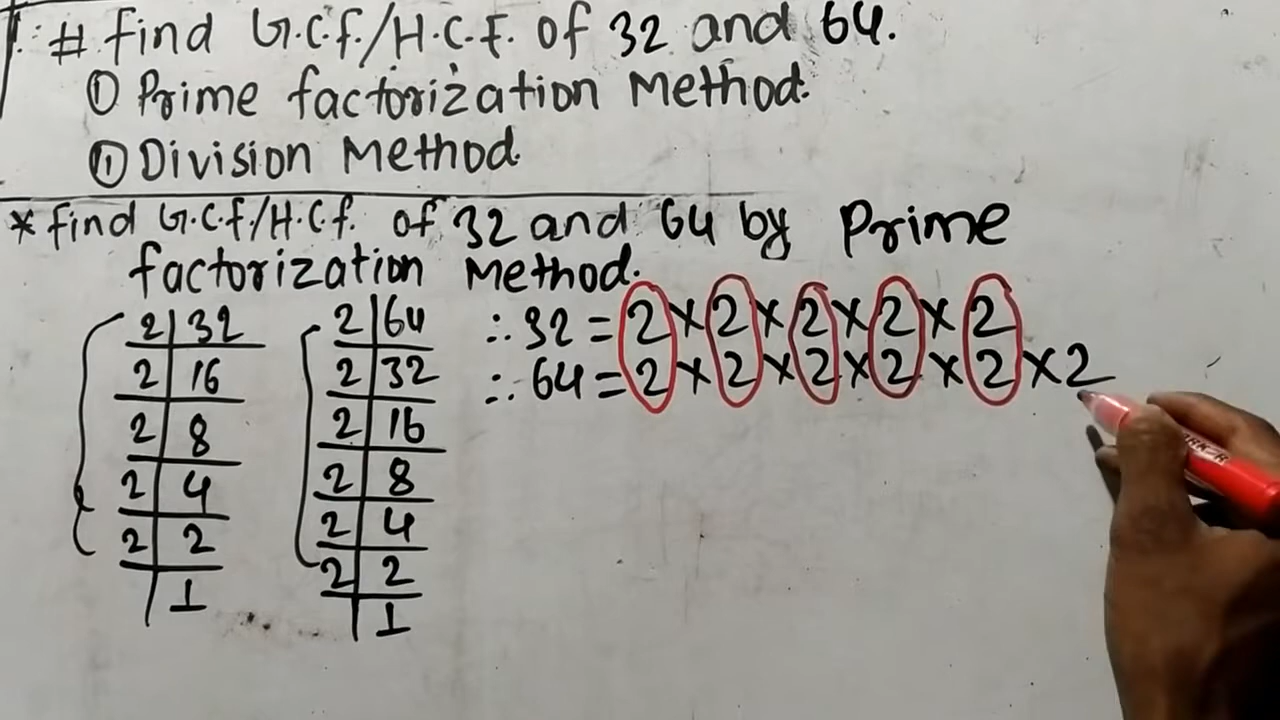 # Find G.C.F./H.C.F. of 32 and 64.
① Prime factorization Method.
① Division Method.
* Find G.C.F/H.C.F. of 32 and 64 by Prime
factorization Method.
2 32
2 16
2 8
2 4
2 2
1
2 64
2 32
2 16
2 8
2 4
2 2
1
∴ 32 = 2 × 2 × 2 × 2 × 2
∴ 64 = 2 × 2 × 2 × 2 × 2 × 2